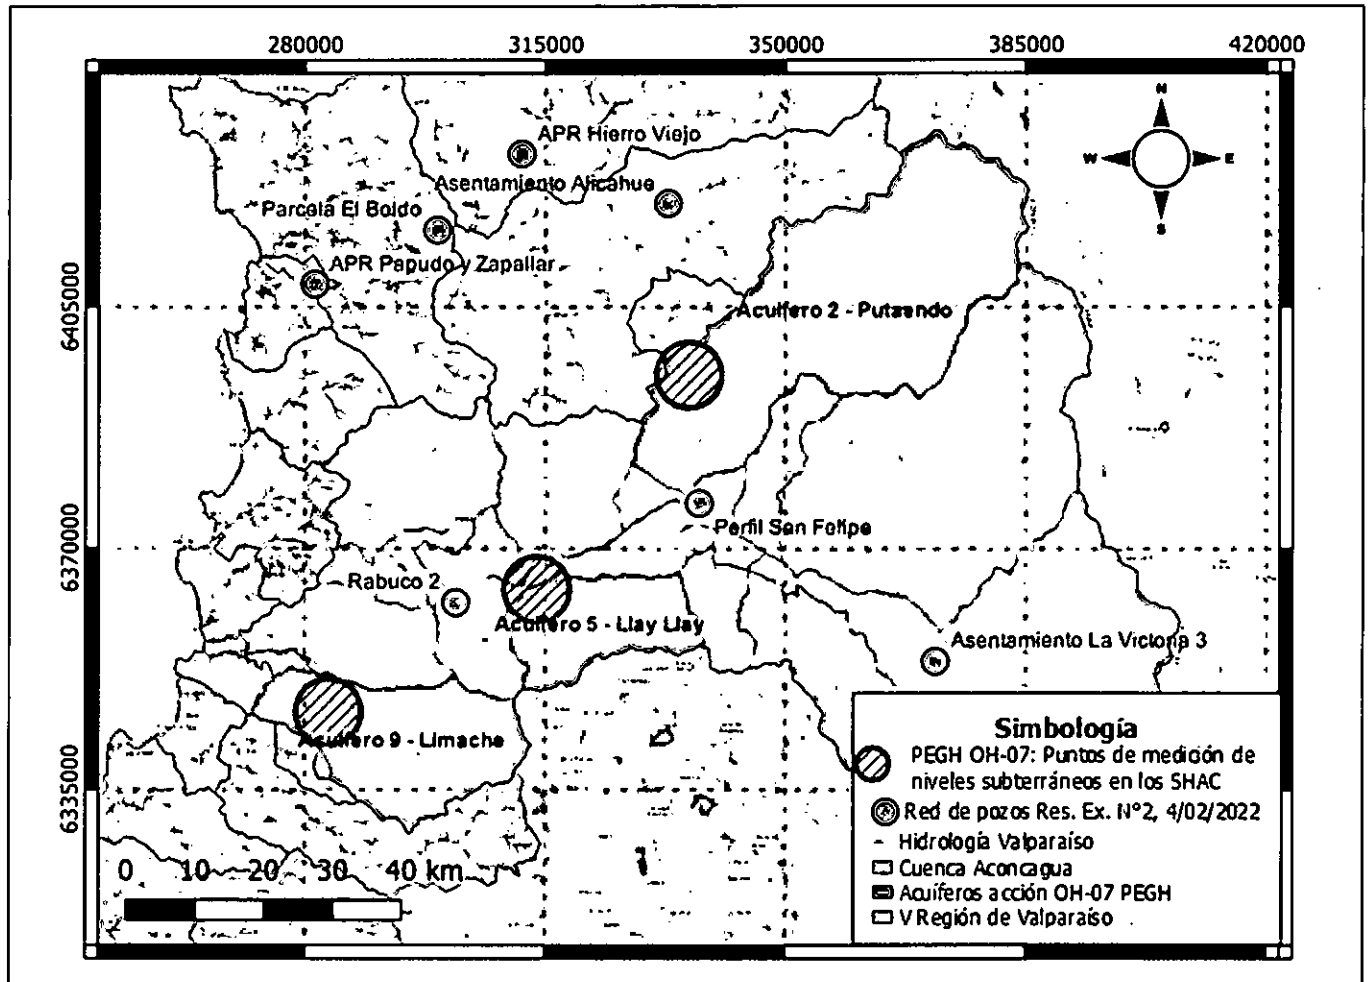 280000 315000 350000 385000 420000
N
W E
S
APR Hierro Viejo
Asentamiento Alicahue
Parcela El Boldo
APR Papudo y Zapallar
6405000
Acuífero 2 - Putaendo
Perfil San Felipe
6370000
Rabuco 2
Acuífero 5 - Llay Llay
Asentamiento La Victoria 3
Acuífero 9 - Limache
6335000
0 10 20 30 40 km
Simbología
PEGH OH-07: Puntos de medición de
niveles subterráneos en los SHAC
Red de pozos Res. Ex. N°2, 4/02/2022
Hidrología Valparaíso
Cuenca Aconcagua
Acuíferos acción OH-07 PEGH
V Región de Valparaíso